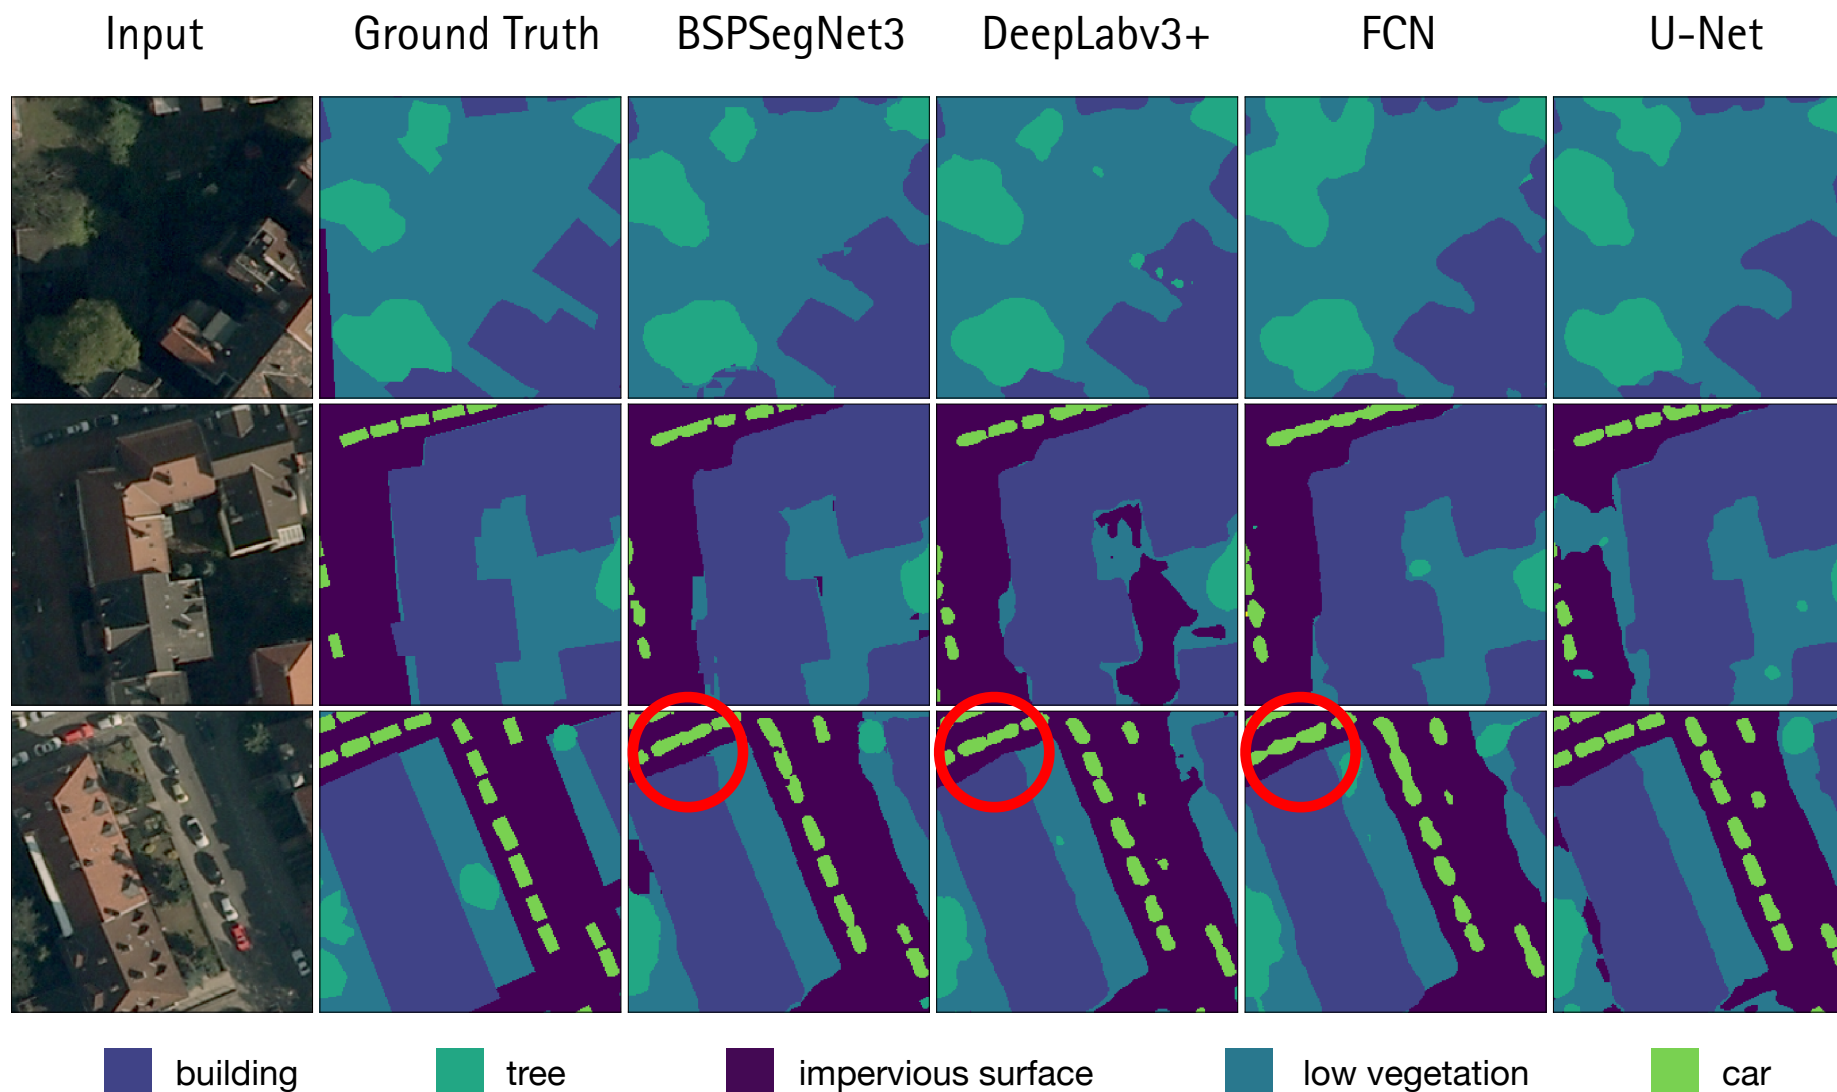 Input Ground Truth BSPSegNet3 DeepLabv3+ FCN U-Net
building tree impervious surface low vegetation car